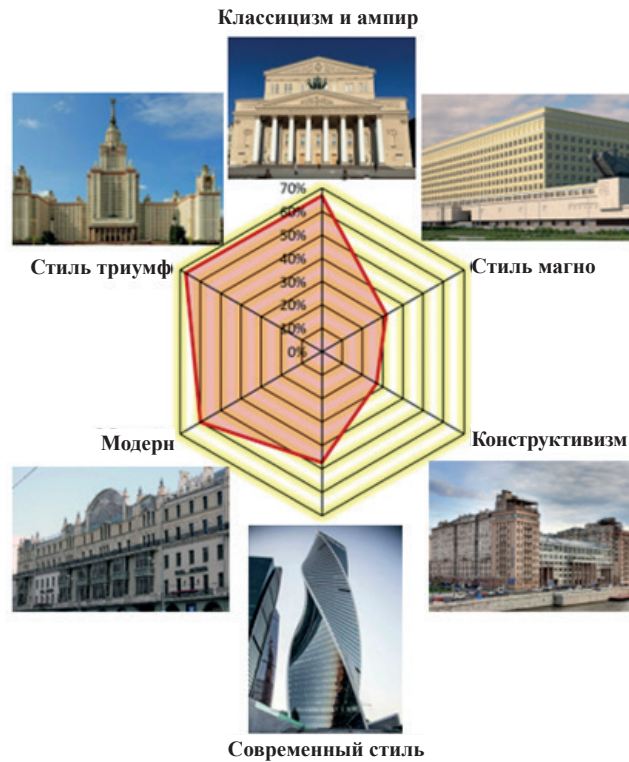 Классицизм и ампир
70%
60%
50%
40%
30%
20%
10%
0%
Стиль триумф
Стиль магно
Модерн
Конструктивизм
Современный стиль